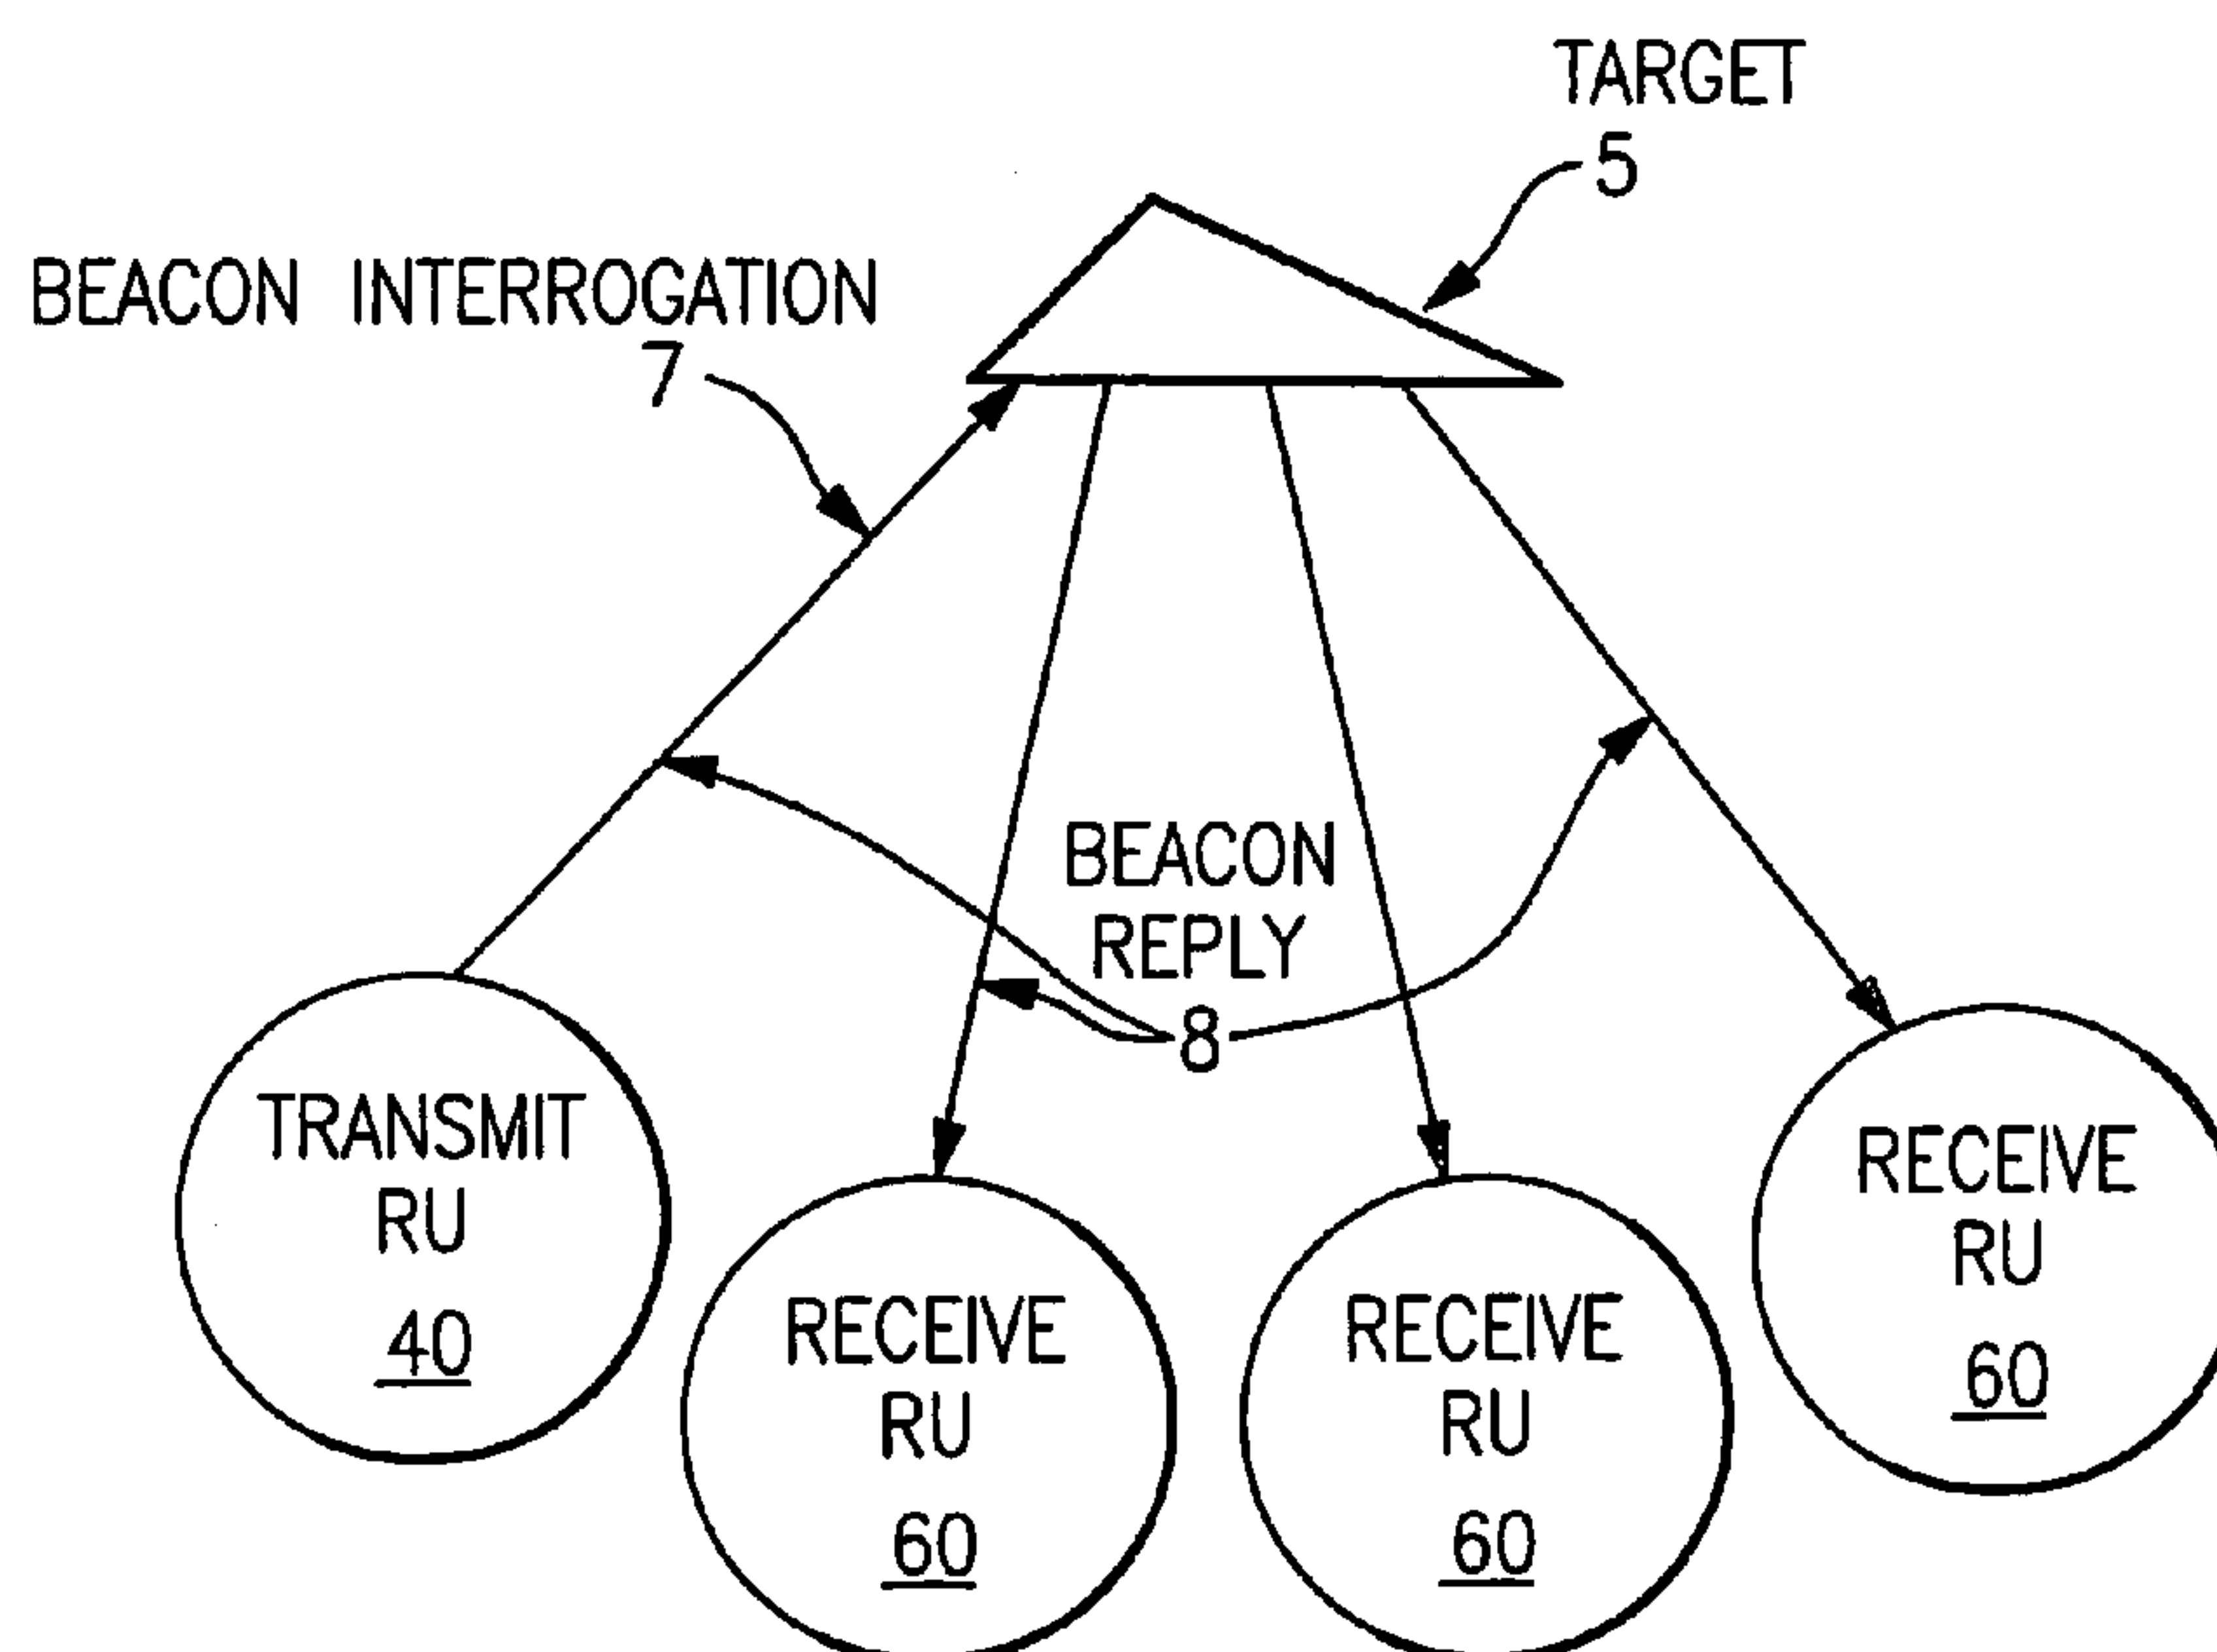 TARGET
5
BEACON INTERROGATION
7
BEACON
REPLY
8
TRANSMIT
RU
40
RECEIVE
RU
60
RECEIVE
RU
60
RECEIVE
RU
60